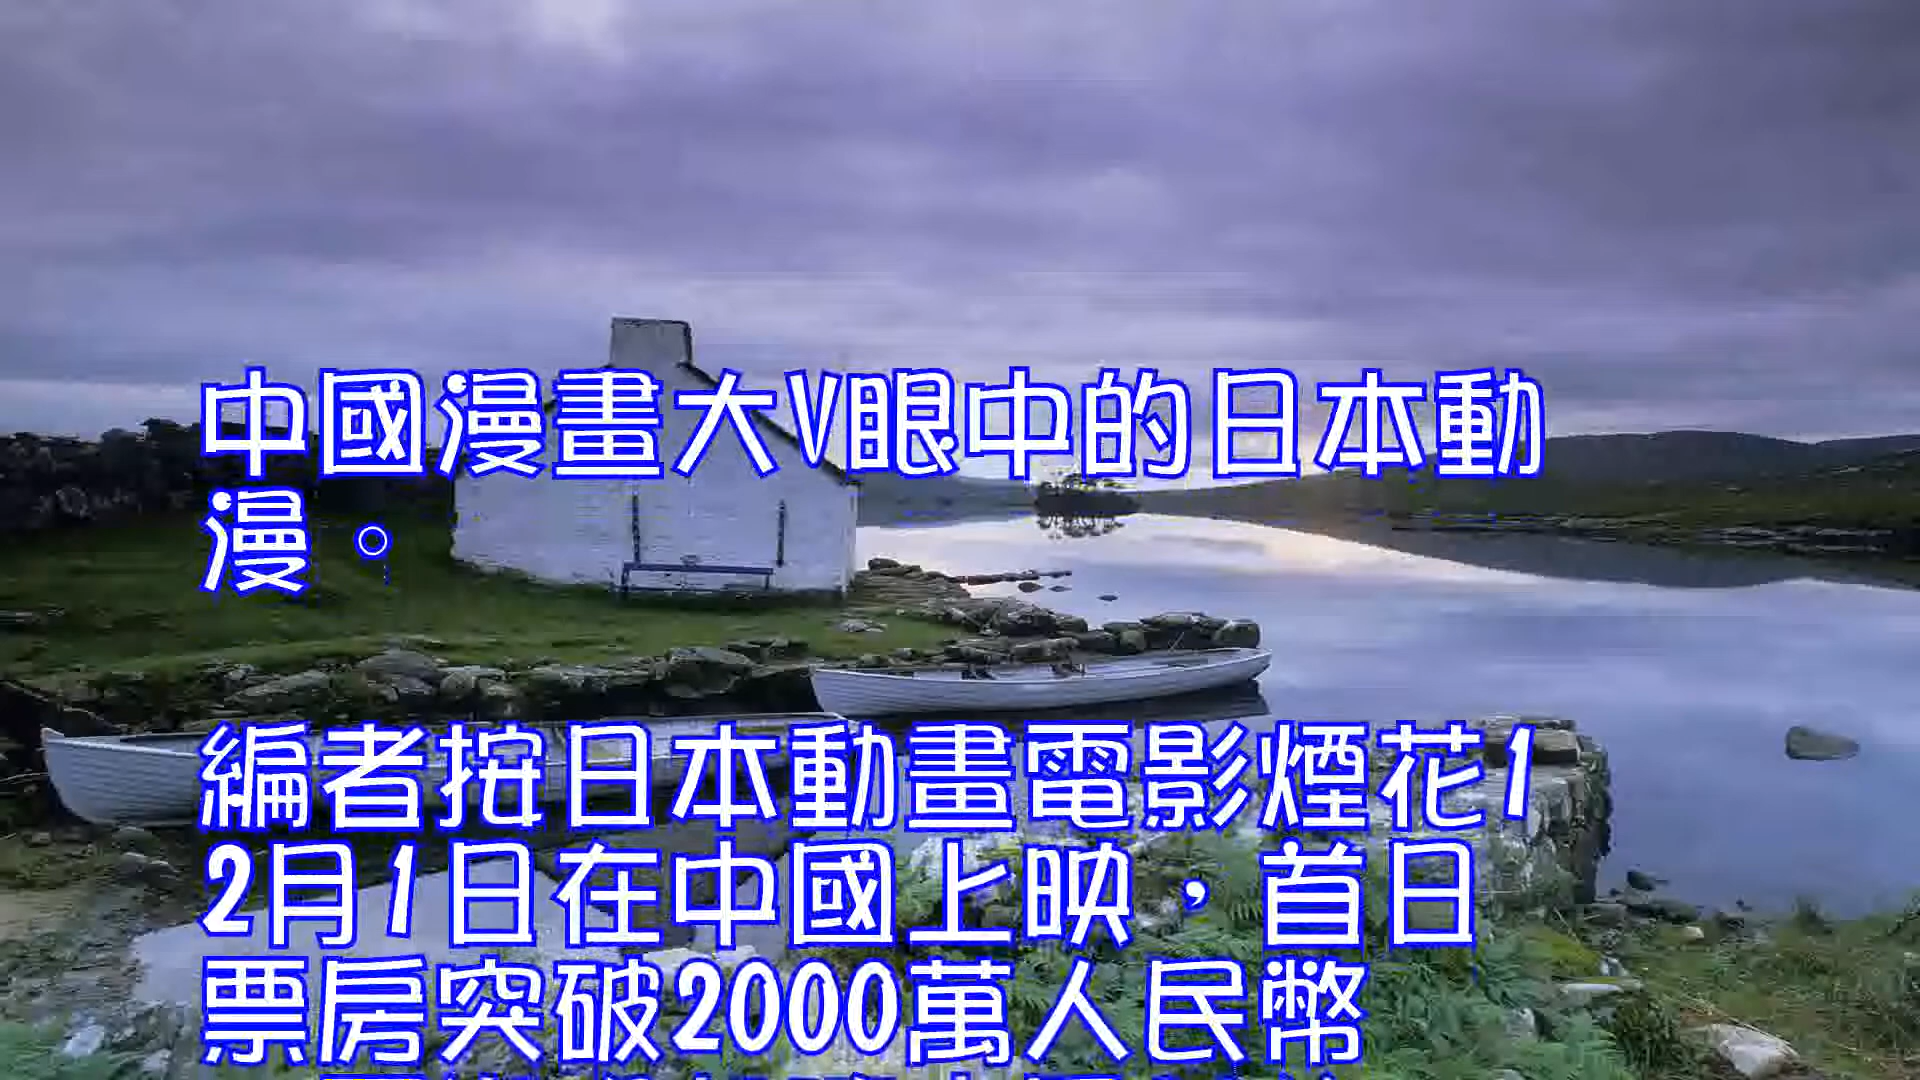 中國漫畫大V眼中的日本動
漫。
編者按日本動畫電影煙花1
2月1日在中國上映，首日
票房突破2000萬人民幣